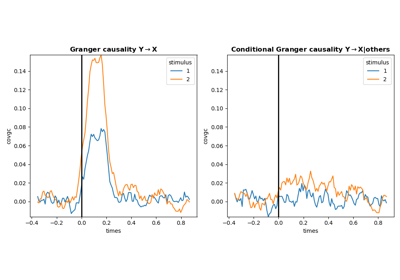 Granger causality Y→X
stimulus
1
2
covgc
0.14
0.12
0.10
0.08
0.06
0.04
0.02
0.00
−0.4 −0.2 0.0 0.2 0.4 0.6 0.8
times
Conditional Granger causality Y→X|others
stimulus
1
2
covgc
0.14
0.12
0.10
0.08
0.06
0.04
0.02
0.00
−0.4 −0.2 0.0 0.2 0.4 0.6 0.8
times